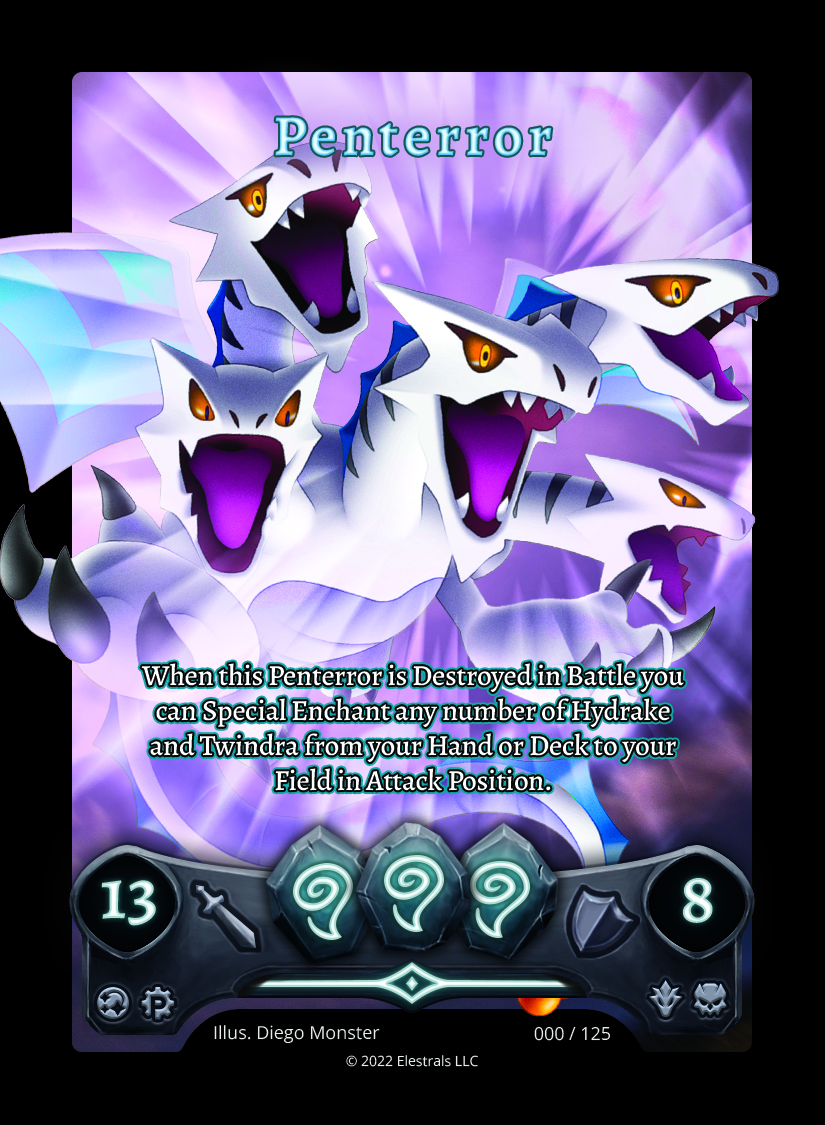 Penterror
When this Penterror is Destroyed in Battle you
can Special Enchant any number of Hydrake
and Twindra from your Hand or Deck to your
Field in Attack Position.
13
8
P
Illus. Diego Monster
000 / 125
© 2022 Elestrals LLC